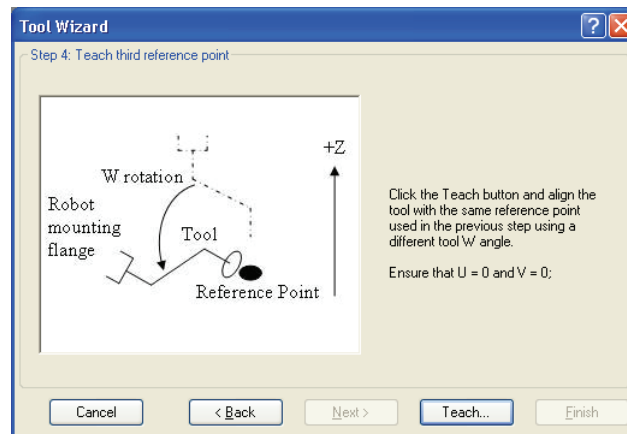 Tool Wizard
Step 4: Teach third reference point
+Z
W rotation
Robot
mounting
flange
Tool
Reference Point
Click the Teach button and align the
tool with the same reference point
used in the previous step using a
different tool W angle.
Ensure that U = 0 and V = 0;
Cancel
< Back
Next >
Teach...
Finish